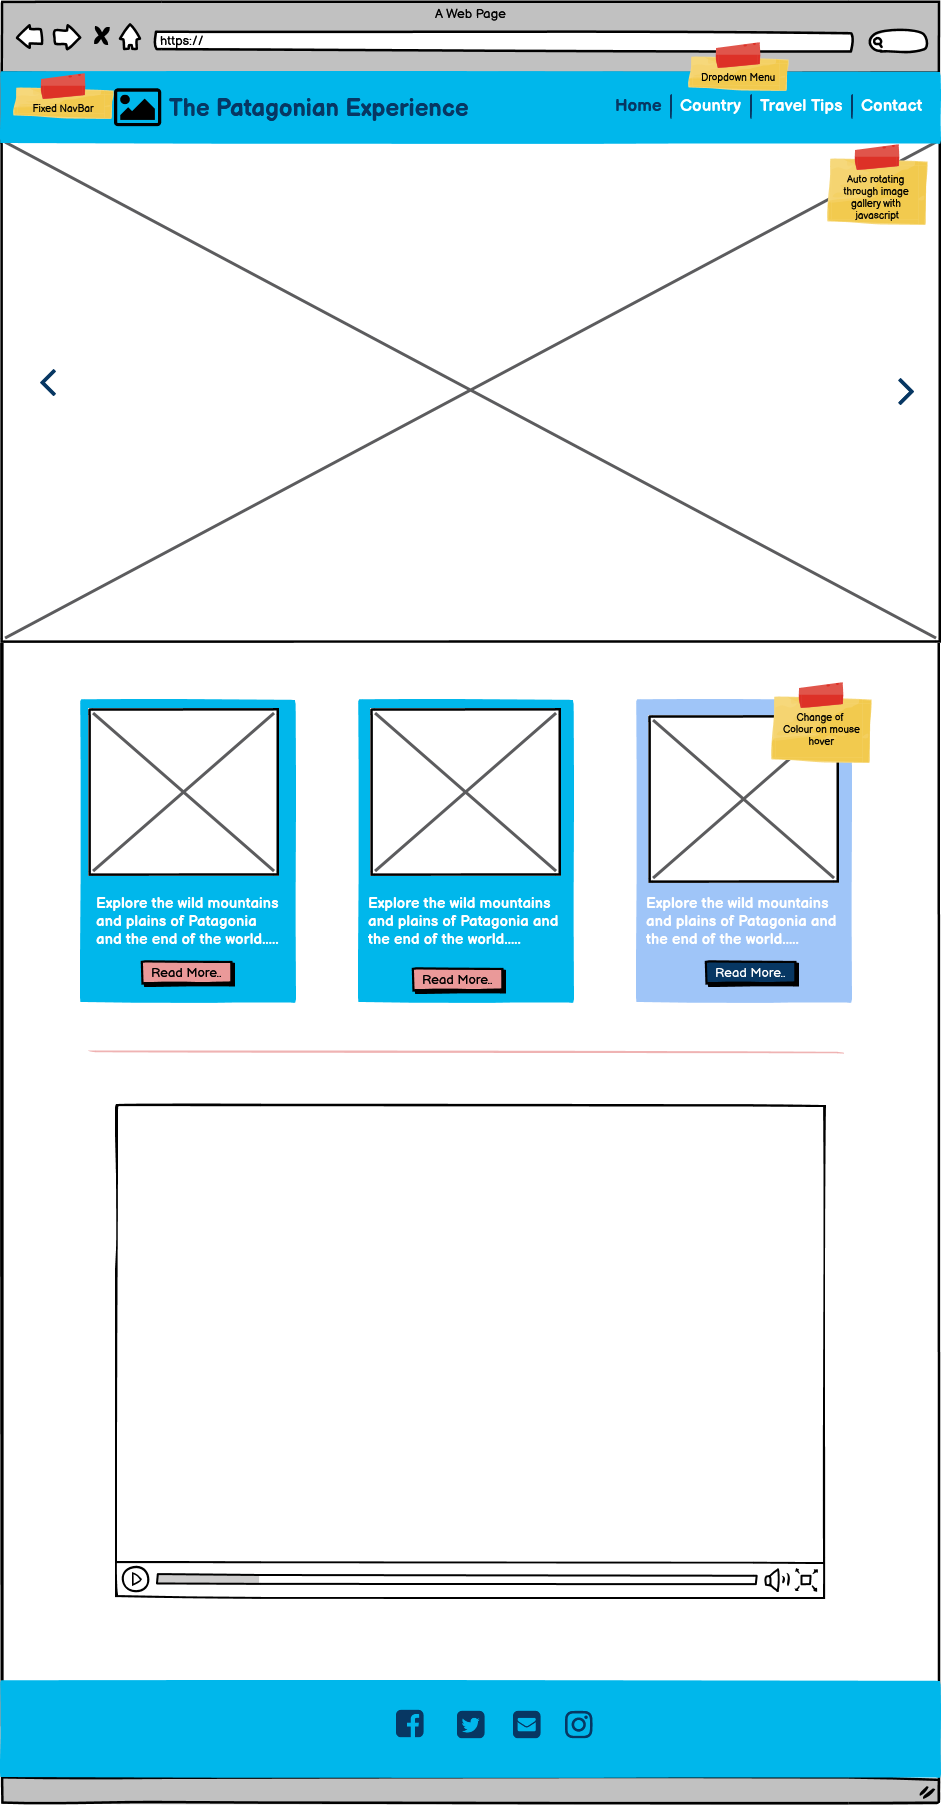 A Web Page
https://
Dropdown Menu
Fixed NavBar
The Patagonian Experience
Home
Country
Travel Tips
Contact
Auto rotating
through image
gallery with
javascript
Change of
Colour on mouse
hover
Explore the wild mountains
and plains of Patagonia
and the end of the world.....
Read More..
Explore the wild mountains
and plains of Patagonia and
the end of the world.....
Read More..
Explore the wild mountains
and plains of Patagonia and
the end of the world.....
Read More..